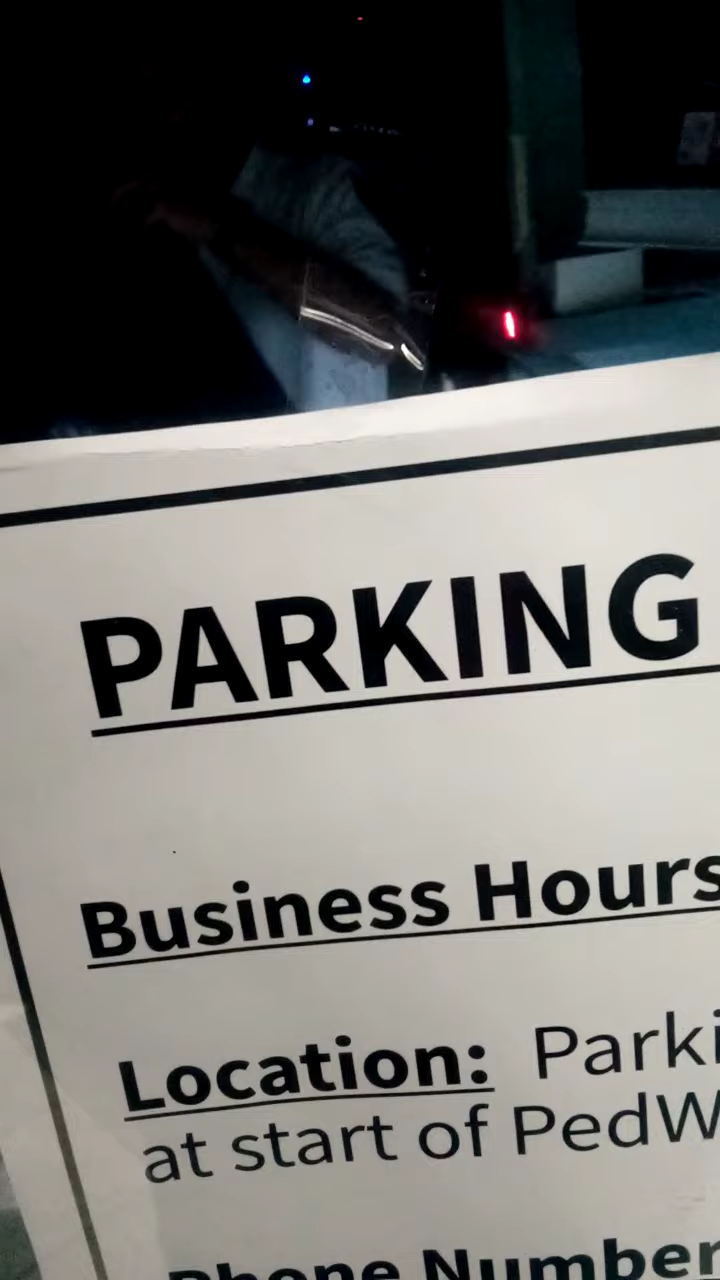 PARKING
Business Hours
Location: Parki
at start of PedW
Phone Number